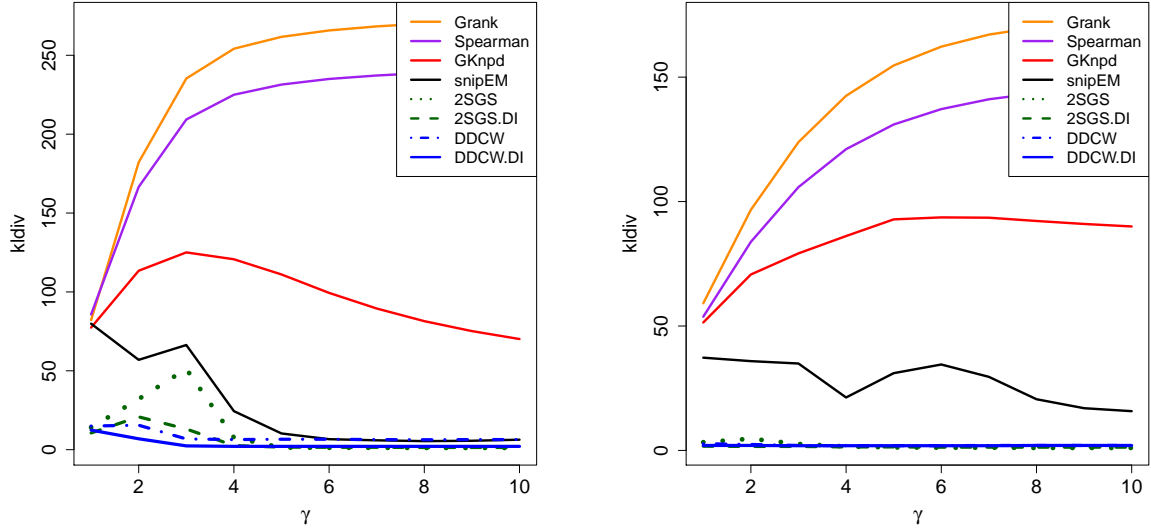 kldiv
0
50
100
150
200
250
2
4
6
8
10
γ
Grank
Spearman
GKnpd
snipEM
2SGS
2SGS.DI
DDCW
DDCW.DI
kldiv
0
50
100
150
2
4
6
8
10
γ
Grank
Spearman
GKnpd
snipEM
2SGS
2SGS.DI
DDCW
DDCW.DI